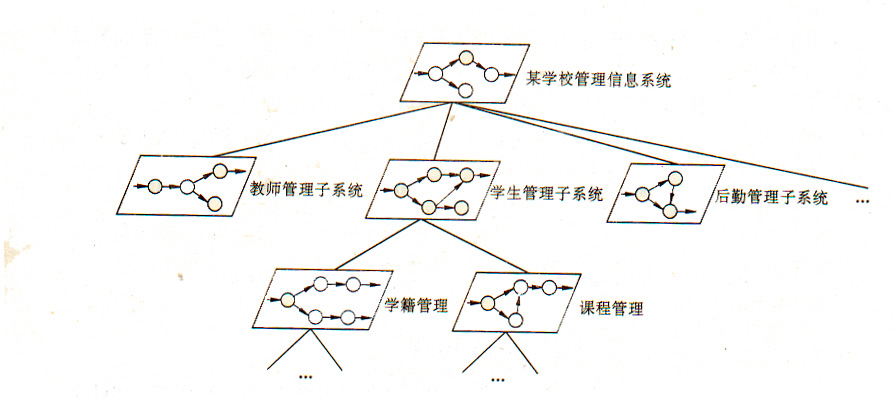 某学校管理信息系统
教师管理子系统
学生管理子系统
后勤管理子系统
...
学籍管理
课程管理
...
...